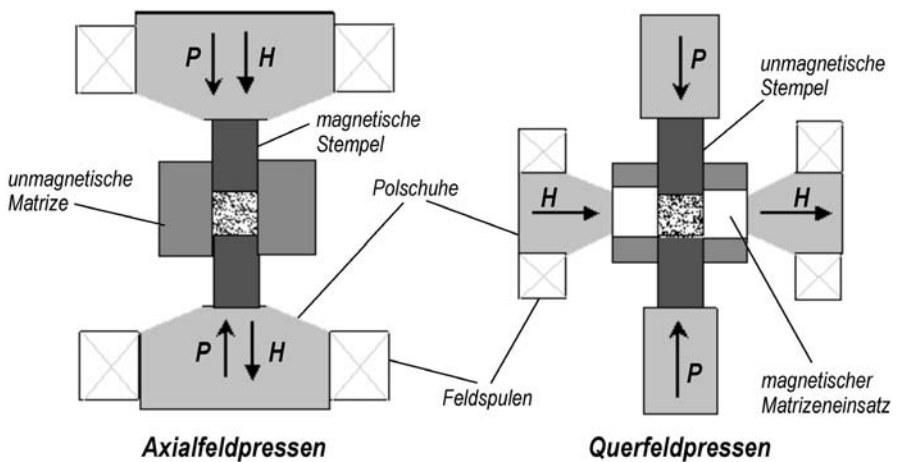 P
H
magnetische
Stempel
unmagnetische
Matrize
Polschuhe
P
H
Feldspulen
Axialfeldpressen
P
unmagnetische
Stempel
H
H
P
magnetischer
Matrizeneinsatz
Querfeldpressen